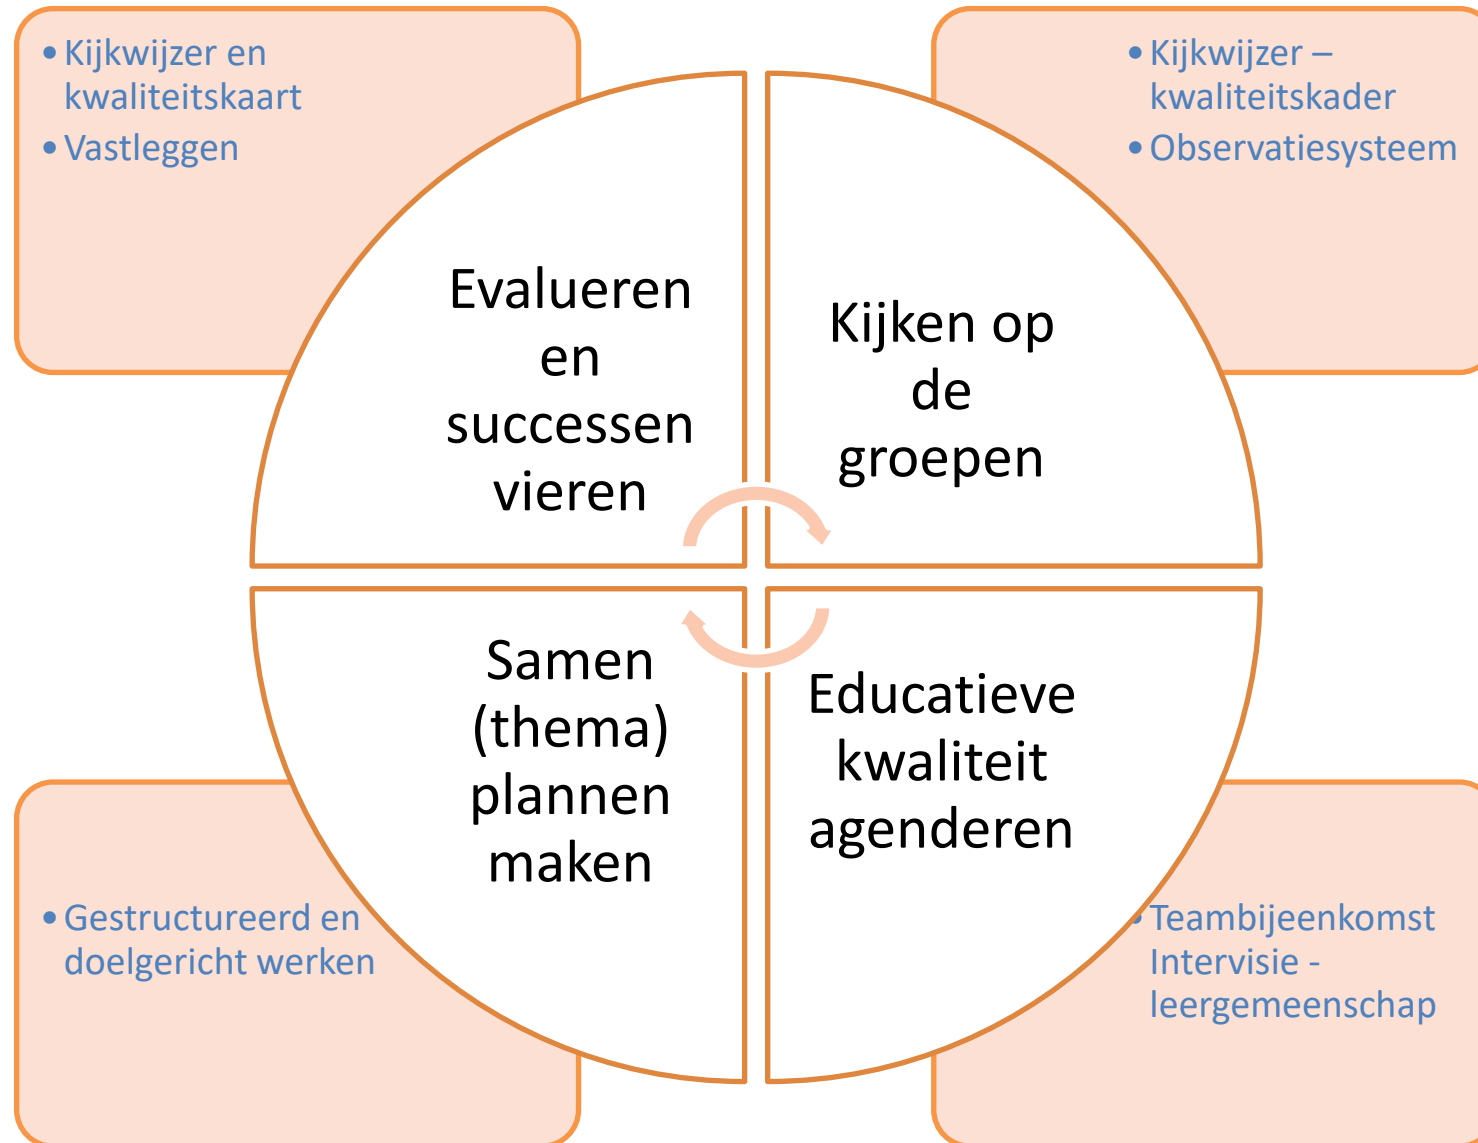 • Kijkwijzer en
kwaliteitskaart
• Vastleggen
• Kijkwijzer –
kwaliteitskader
• Observatiesysteem
Evalueren
en
successen
vieren
Kijken op
de
groepen
Samen
(thema)
plannen
maken
Educatieve
kwaliteit
agenderen
• Gestructureerd en
doelgericht werken
• Teambijeenkomst
Intervisie -
leergemeenschap